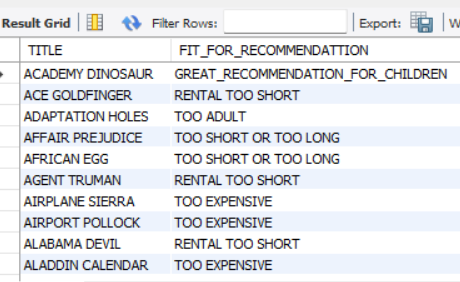 Result Grid Filter Rows: Export: W
TITLE FIT_FOR_RECOMMENDATTION
ACADEMY DINOSAUR GREAT_RECOMMENDATION_FOR_CHILDREN
ACE GOLDFINGER RENTAL TOO SHORT
ADAPTATION HOLES TOO ADULT
AFFAIR PREJUDICE TOO SHORT OR TOO LONG
AFRICAN EGG TOO SHORT OR TOO LONG
AGENT TRUMAN RENTAL TOO SHORT
AIRPLANE SIERRA TOO EXPENSIVE
AIRPORT POLLOCK TOO EXPENSIVE
ALABAMA DEVIL RENTAL TOO SHORT
ALADDIN CALENDAR TOO EXPENSIVE